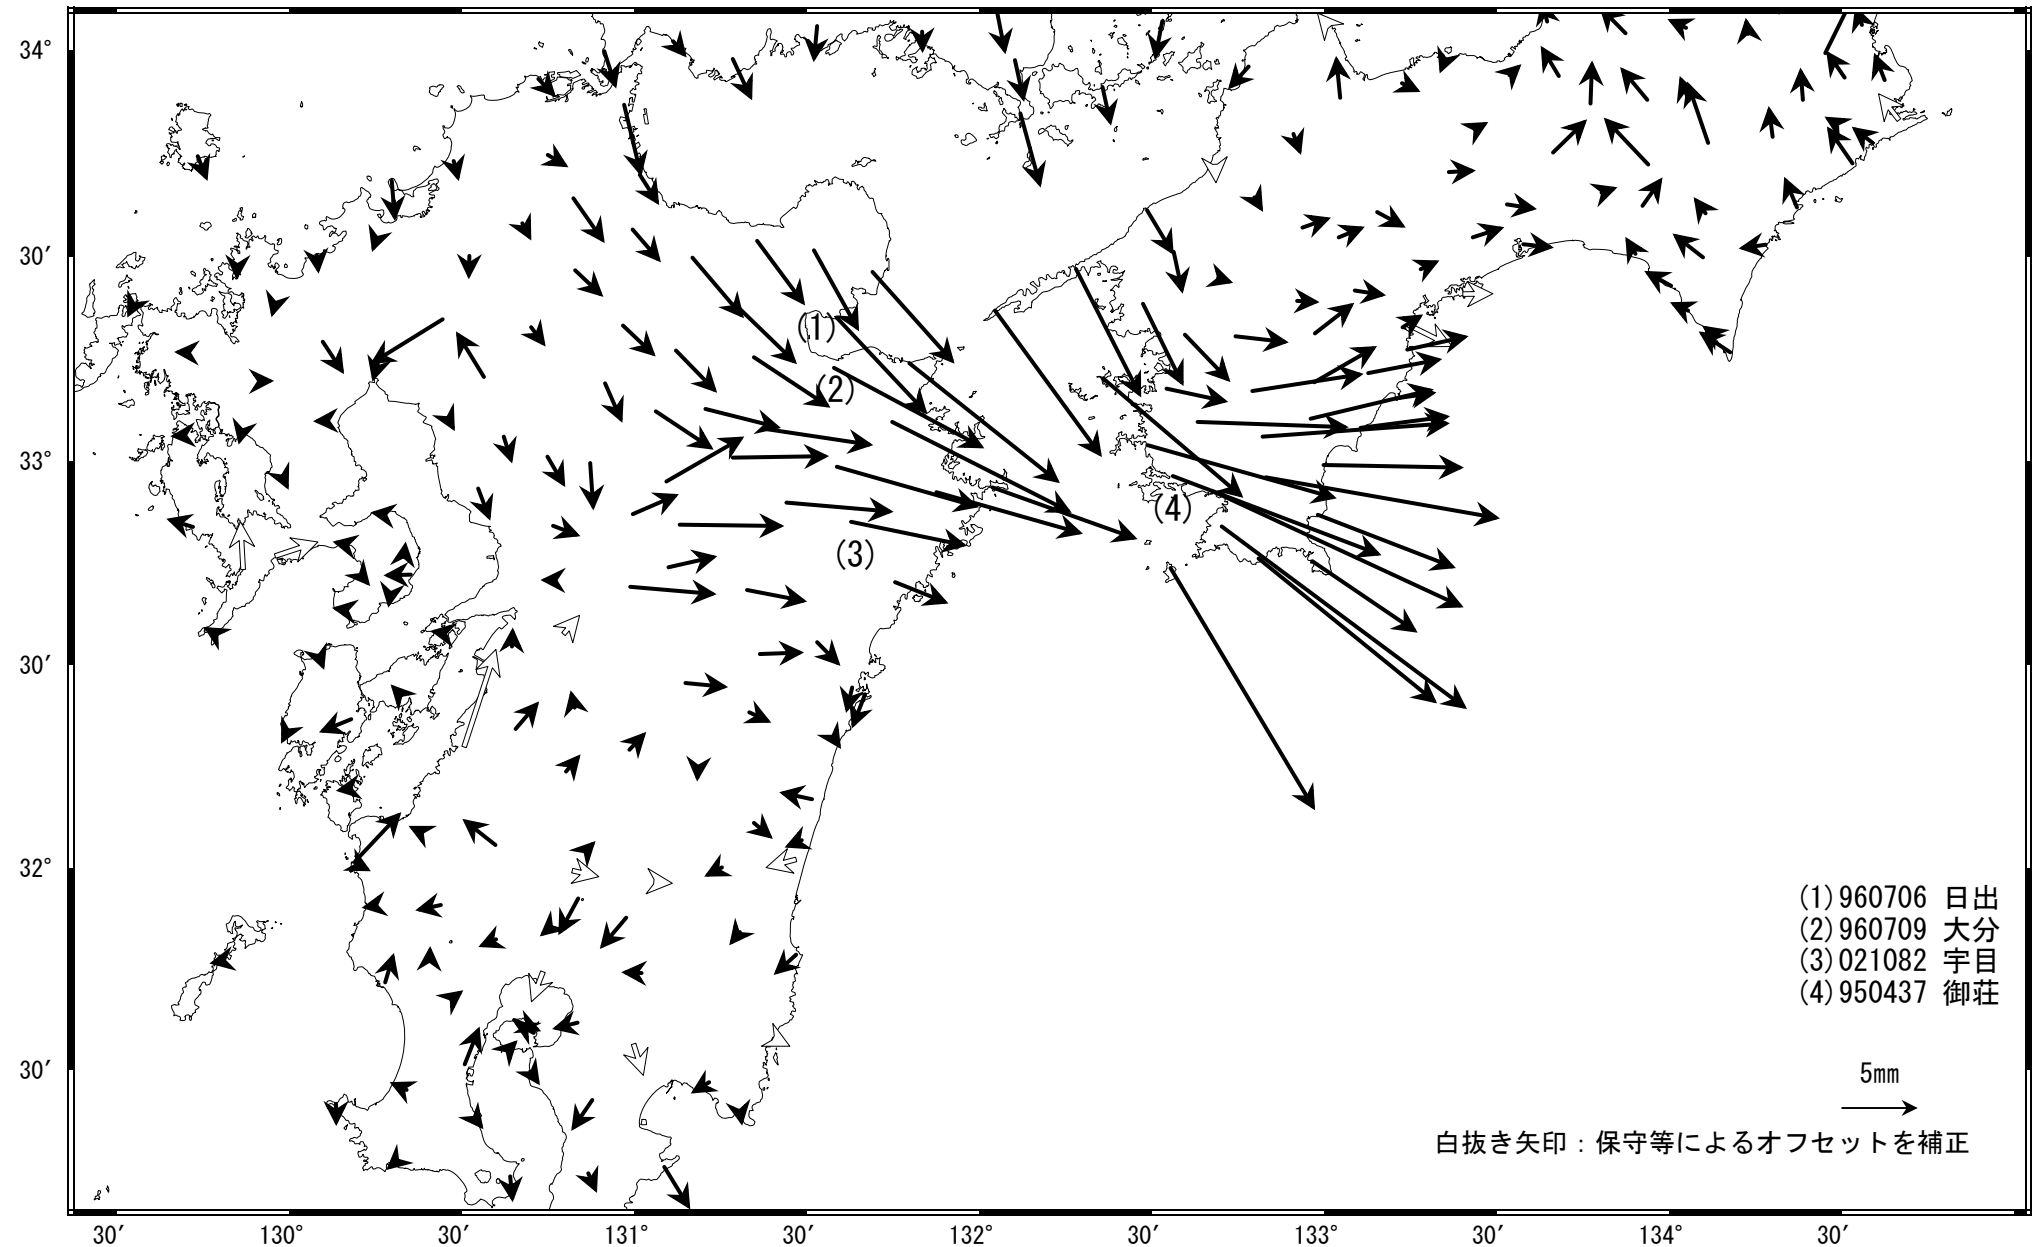 34°
30′
33°
30′
32°
30′
(1)
(2)
(3)
(4)
(1)960706 日出
(2)960709 大分
(3)021082 宇目
(4)950437 御荘
5mm
白抜き矢印：保守等によるオフセットを補正
30′ 130° 30′ 131° 30′ 132° 30′ 133° 30′ 134° 30′